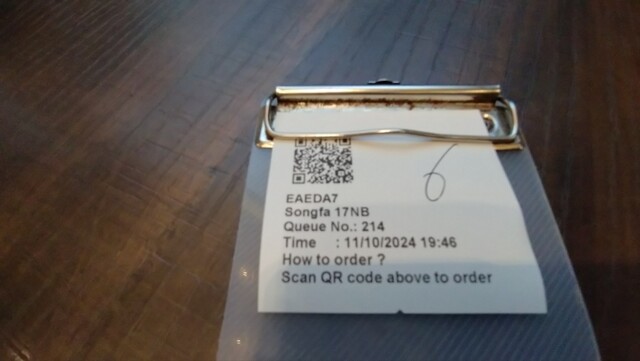 6
EAEDA7
Songfa 17NB
Queue No.: 214
Time : 11/10/2024 19:46
How to order ?
Scan QR code above to order